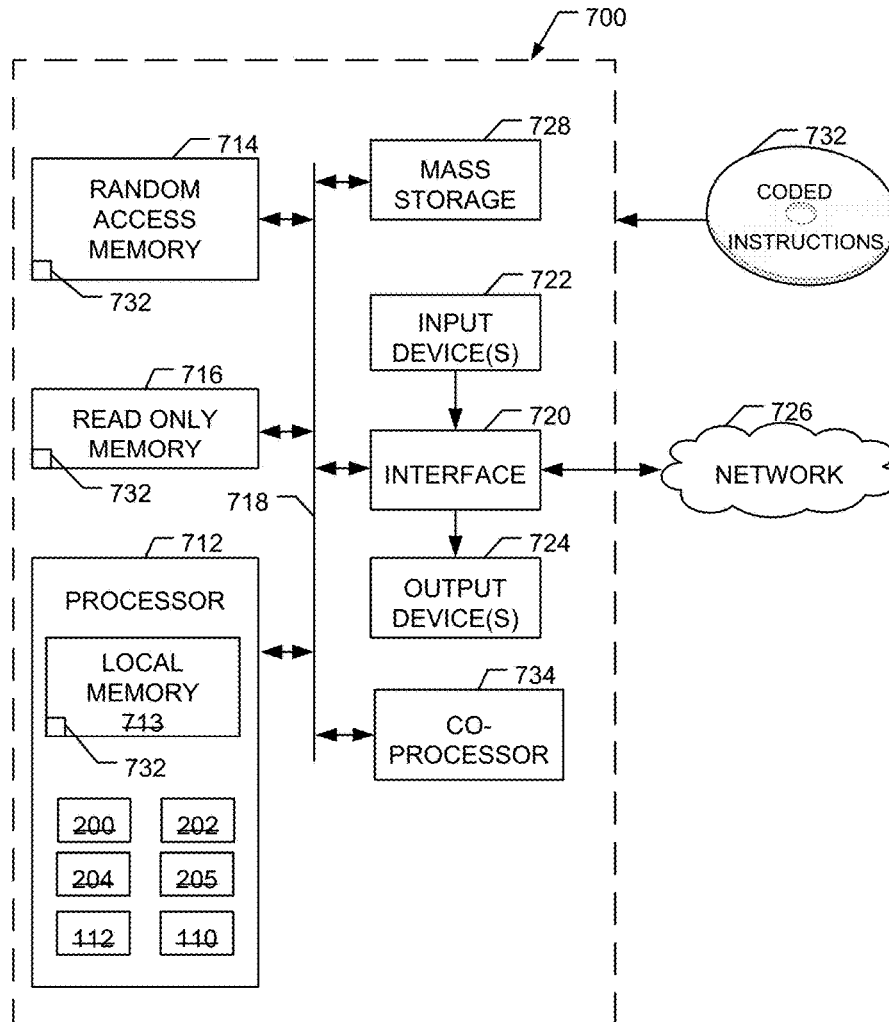 700
714
RANDOM
ACCESS
MEMORY
732
728
MASS
STORAGE
732
CODED
INSTRUCTIONS
722
INPUT
DEVICE(S)
716
READ ONLY
MEMORY
732
720
INTERFACE
726
NETWORK
718
712
PROCESSOR
LOCAL
MEMORY
713
732
724
OUTPUT
DEVICE(S)
734
CO-
PROCESSOR
200
202
204
205
112
110